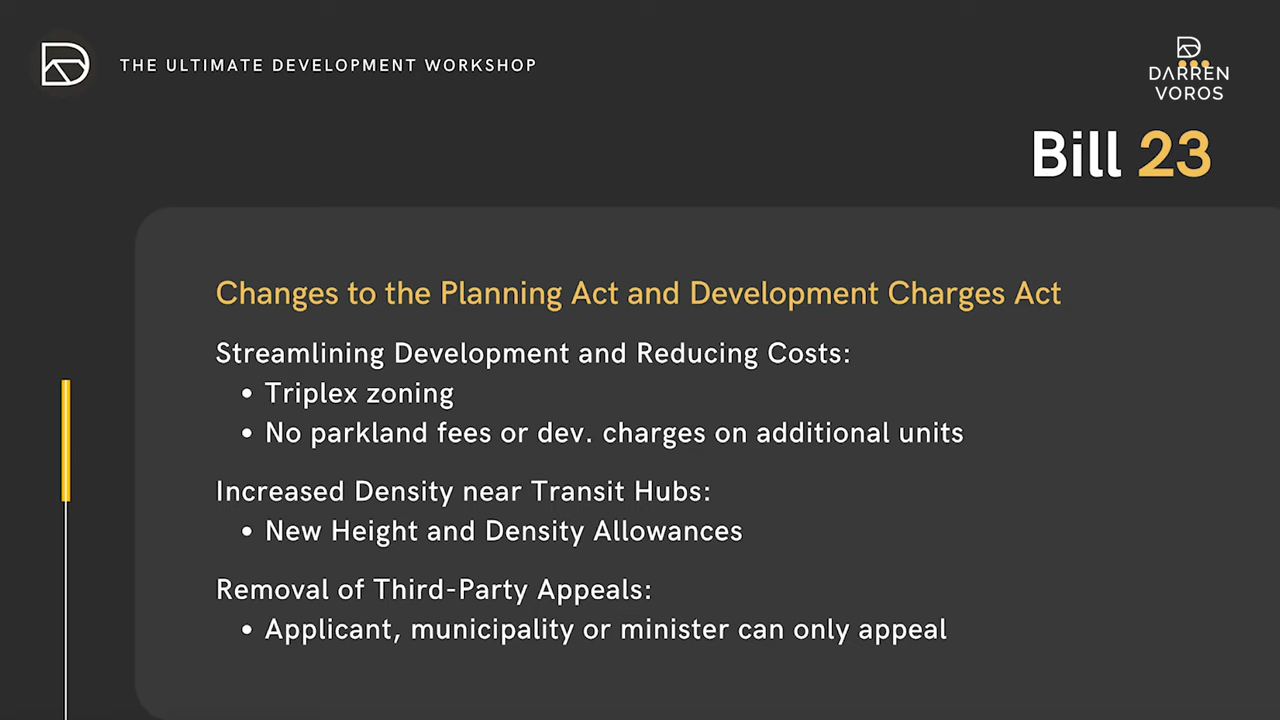 THE ULTIMATE DEVELOPMENT WORKSHOP
DARREN
VOROS
Bill 23
Changes to the Planning Act and Development Charges Act
Streamlining Development and Reducing Costs:
• Triplex zoning
• No parkland fees or dev. charges on additional units
Increased Density near Transit Hubs:
• New Height and Density Allowances
Removal of Third-Party Appeals:
• Applicant, municipality or minister can only appeal